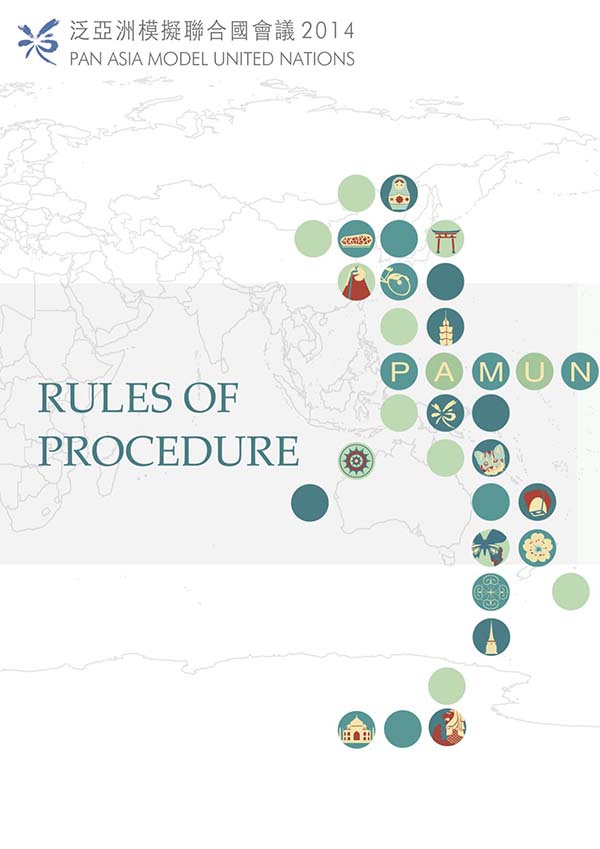 泛亞洲模擬聯合國會議 2014
PAN ASIA MODEL UNITED NATIONS
PAMUN
RULES OF
PROCEDURE